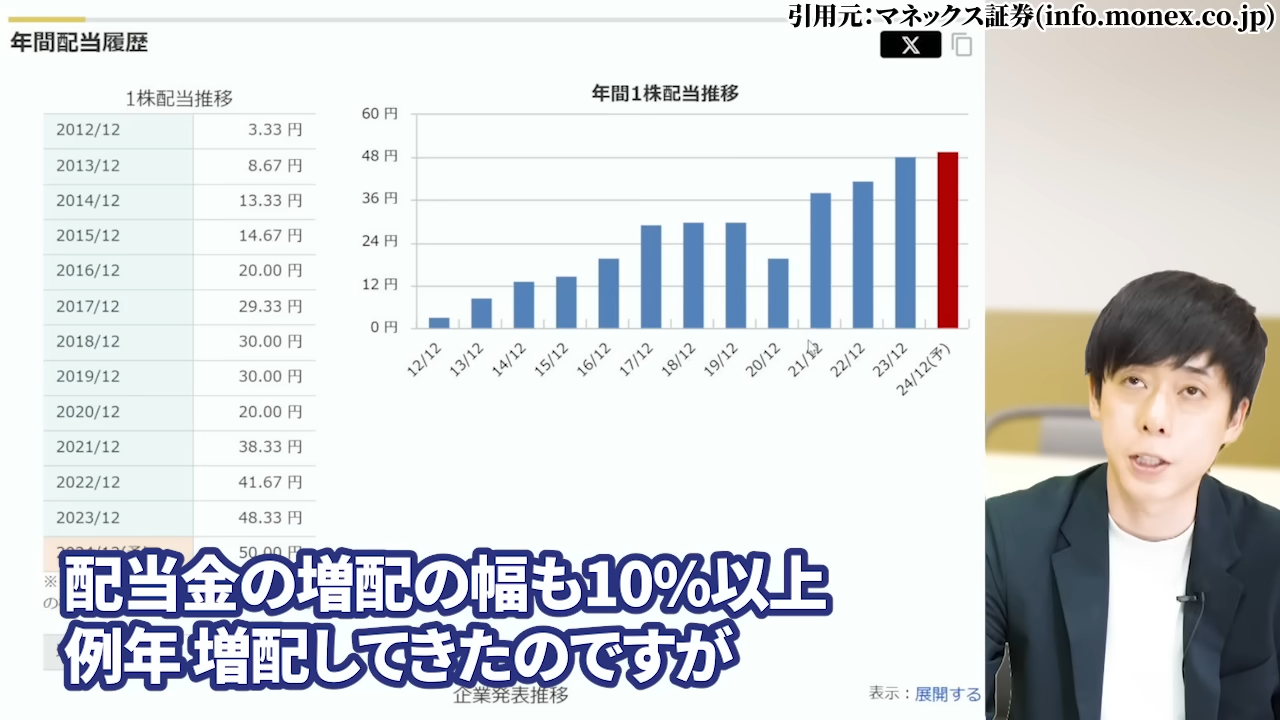 引用元：マネックス証券(info.monex.co.jp)
年間配当履歴
X
1株配当推移
2012/12 3.33 円
2013/12 8.67 円
2014/12 13.33 円
2015/12 14.67 円
2016/12 20.00 円
2017/12 29.33 円
2018/12 30.00 円
2019/12 30.00 円
2020/12 20.00 円
2021/12 38.33 円
2022/12 41.67 円
2023/12 48.33 円
50.00 円
年間1株配当推移
60 円
48 円
36 円
24 円
12 円
0 円
12/12 13/12 14/12 15/12 16/12 17/12 18/12 19/12 20/12 21/12 22/12 23/12 24/12(予)
※
の
配当金の増配の幅も10%以上
例年 増配してきたのですが
企業発表推移
表示：展開する